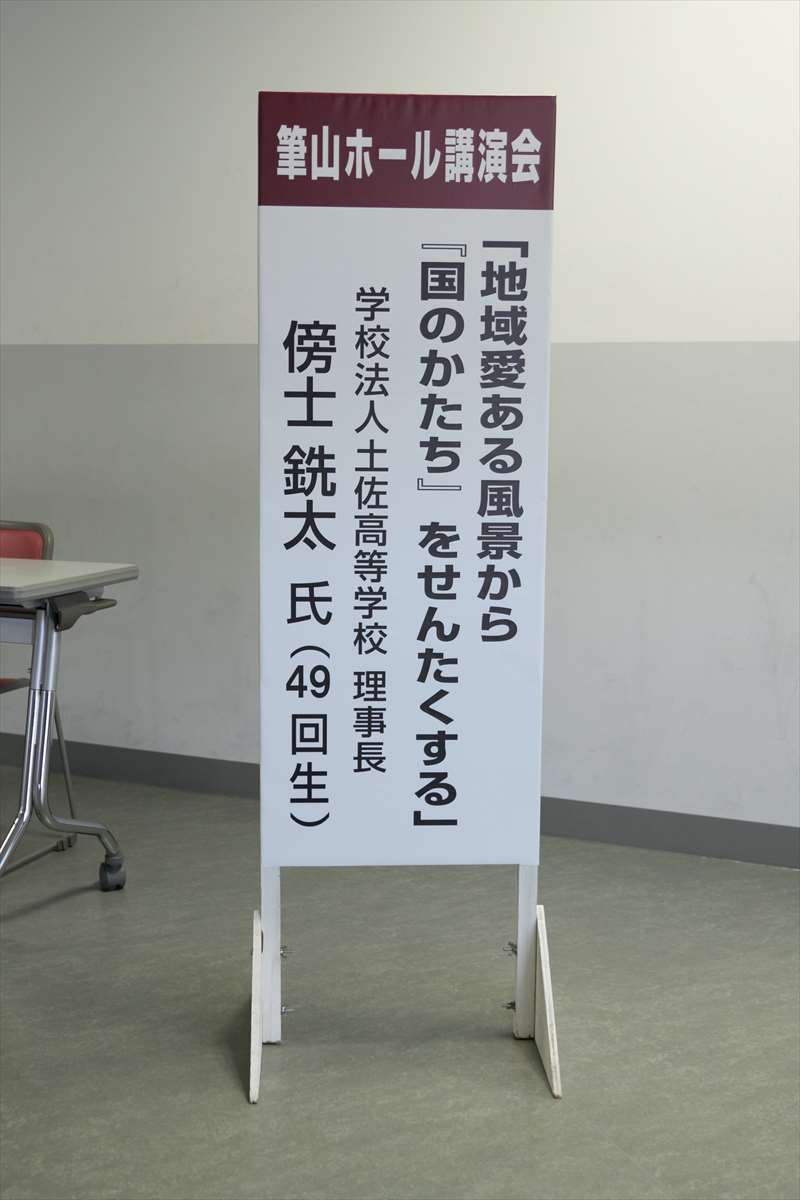 筆山ホール講演会
「地域愛ある風景から
『国のかたち』をせんたくする」
学校法人土佐高等学校 理事長
傍士 銑太 氏（49回生）